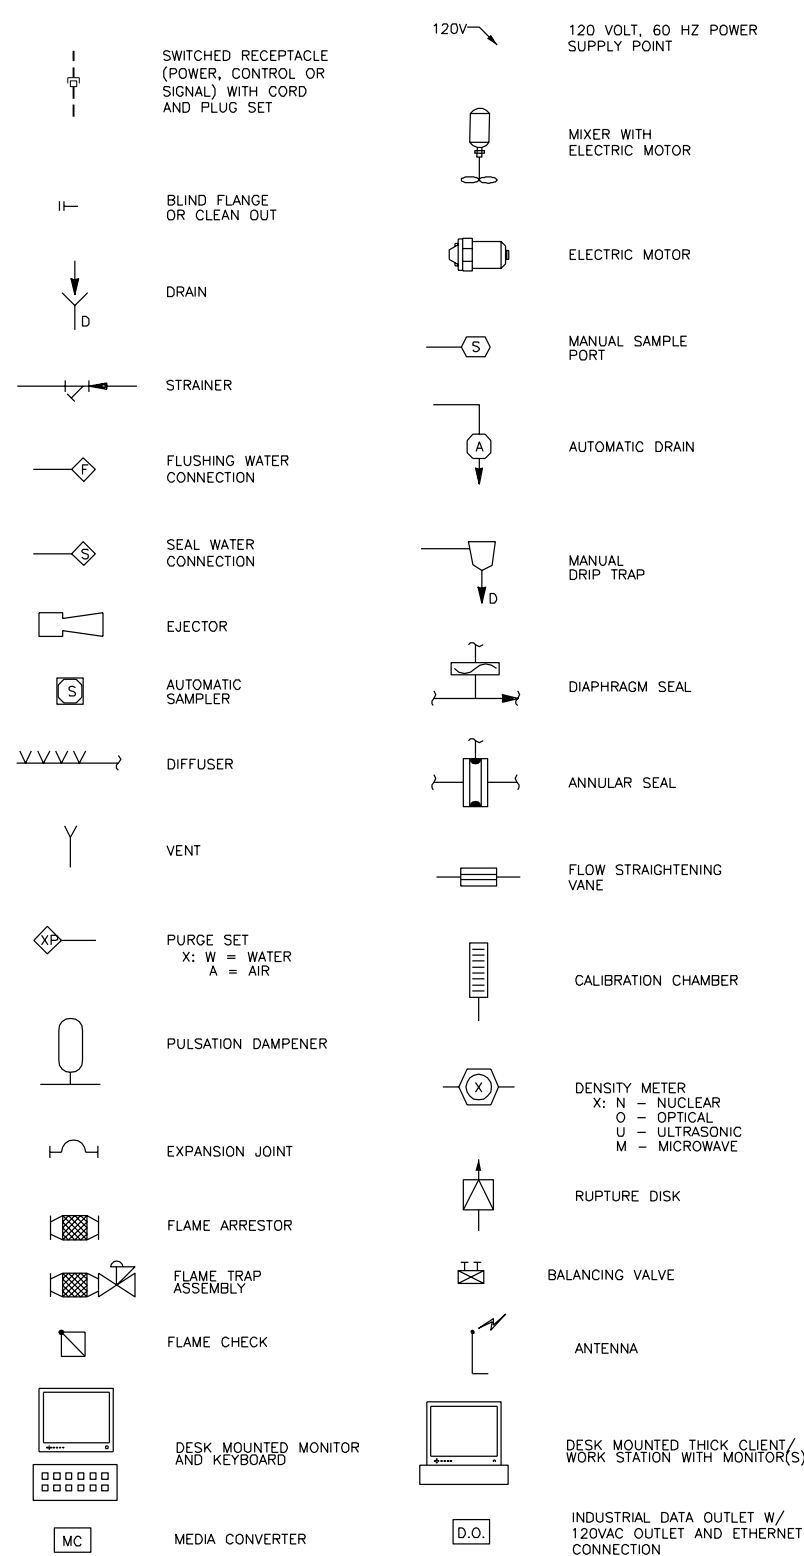 SWITCHED RECEPTACLE
(POWER, CONTROL OR
SIGNAL) WITH CORD
AND PLUG SET
BLIND FLANGE
OR CLEAN OUT
D
DRAIN
STRAINER
F
FLUSHING WATER
CONNECTION
S
SEAL WATER
CONNECTION
EJECTOR
S
AUTOMATIC
SAMPLER
DIFFUSER
VENT
XP
PURGE SET
X: W = WATER
A = AIR
PULSATION DAMPENER
EXPANSION JOINT
FLAME ARRESTOR
FLAME TRAP
ASSEMBLY
FLAME CHECK
DESK MOUNTED MONITOR
AND KEYBOARD
MC
MEDIA CONVERTER
120V
120 VOLT, 60 HZ POWER
SUPPLY POINT
MIXER WITH
ELECTRIC MOTOR
ELECTRIC MOTOR
S
MANUAL SAMPLE
PORT
A
AUTOMATIC DRAIN
D
MANUAL
DRIP TRAP
DIAPHRAGM SEAL
ANNULAR SEAL
FLOW STRAIGHTENING
VANE
CALIBRATION CHAMBER
X
DENSITY METER
X: N - NUCLEAR
O - OPTICAL
U - ULTRASONIC
M - MICROWAVE
RUPTURE DISK
BALANCING VALVE
ANTENNA
DESK MOUNTED THICK CLIENT/
WORK STATION WITH MONITOR(S)
D.O.
INDUSTRIAL DATA OUTLET W/
120VAC OUTLET AND ETHERNET
CONNECTION